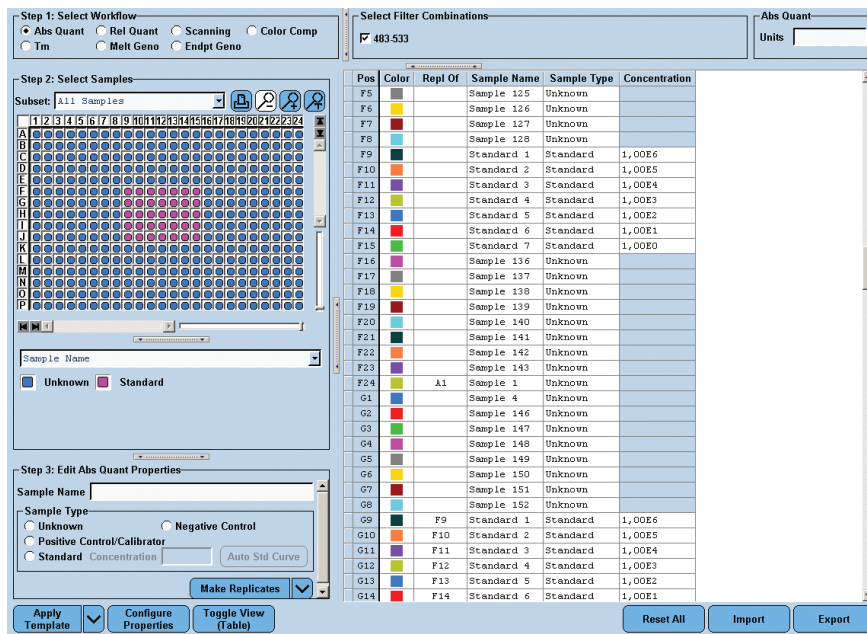 Step 1: Select Workflow
Abs Quant Rel Quant Scanning Color Comp
Tm Melt Geno Endpt Geno
Select Filter Combinations
483-533
Abs Quant
Units
Step 2: Select Samples
Subset: All Samples
1 2 3 4 5 6 7 8 9 10 11 12 13 14 15 16 17 18 19 20 21 22 23 24
A
B
C
D
E
F
G
H
I
J
K
L
M
N
O
P
Sample Name
Unknown Standard
Step 3: Edit Abs Quant Properties
Sample Name
Sample Type
Unknown Negative Control
Positive Control/Calibrator
Standard Concentration Auto Std Curve
Make Replicates
Pos Color Repl Of Sample Name Sample Type Concentration
F5 Sample 125 Unknown
F6 Sample 126 Unknown
F7 Sample 127 Unknown
F8 Sample 128 Unknown
F9 Standard 1 Standard 1,00E6
F10 Standard 2 Standard 1,00E5
F11 Standard 3 Standard 1,00E4
F12 Standard 4 Standard 1,00E3
F13 Standard 5 Standard 1,00E2
F14 Standard 6 Standard 1,00E1
F15 Standard 7 Standard 1,00E0
F16 Sample 136 Unknown
F17 Sample 137 Unknown
F18 Sample 138 Unknown
F19 Sample 139 Unknown
F20 Sample 140 Unknown
F21 Sample 141 Unknown
F22 Sample 142 Unknown
F23 Sample 143 Unknown
F24 A1 Sample 1 Unknown
G1 Sample 4 Unknown
G2 Sample 146 Unknown
G3 Sample 147 Unknown
G4 Sample 148 Unknown
G5 Sample 149 Unknown
G6 Sample 150 Unknown
G7 Sample 151 Unknown
G8 Sample 152 Unknown
G9 F9 Standard 1 Standard 1,00E6
G10 F10 Standard 2 Standard 1,00E5
G11 F11 Standard 3 Standard 1,00E4
G12 F12 Standard 4 Standard 1,00E3
G13 F13 Standard 5 Standard 1,00E2
G14 F14 Standard 6 Standard 1,00E1
Apply Template
Configure Properties
Toggle View (Table)
Reset All Import Export